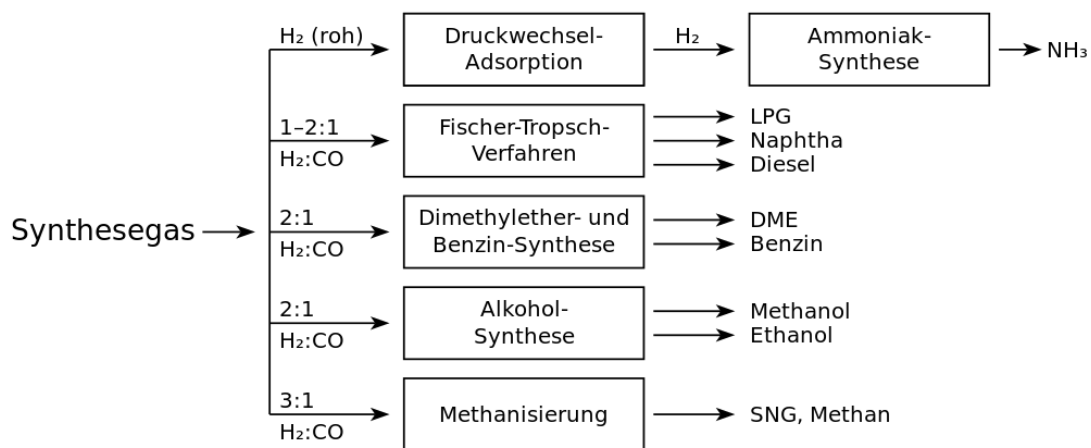 H₂ (roh)
Druckwechsel-
Adsorption
H₂
Ammoniak-
Synthese
NH₃
1–2:1
H₂:CO
Fischer-Tropsch-
Verfahren
LPG
Naphtha
Diesel
Synthesegas
2:1
H₂:CO
Dimethylether- und
Benzin-Synthese
DME
Benzin
2:1
H₂:CO
Alkohol-
Synthese
Methanol
Ethanol
3:1
H₂:CO
Methanisierung
SNG, Methan